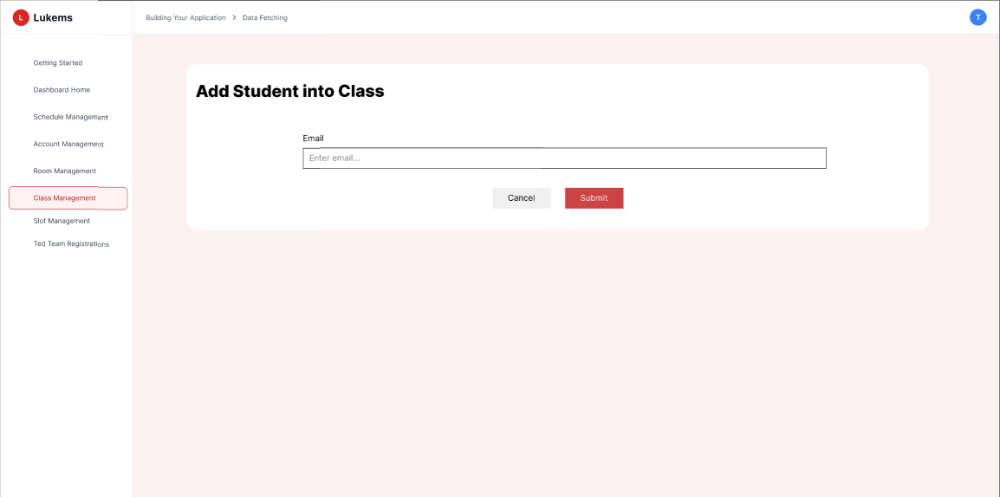 L Lukems
Building Your Application > Data Fetching
T
Getting Started
Dashboard Home
Schedule Management
Account Management
Room Management
Class Management
Slot Management
Ted Team Registrations
Add Student into Class
Email
Enter email...
Cancel Submit